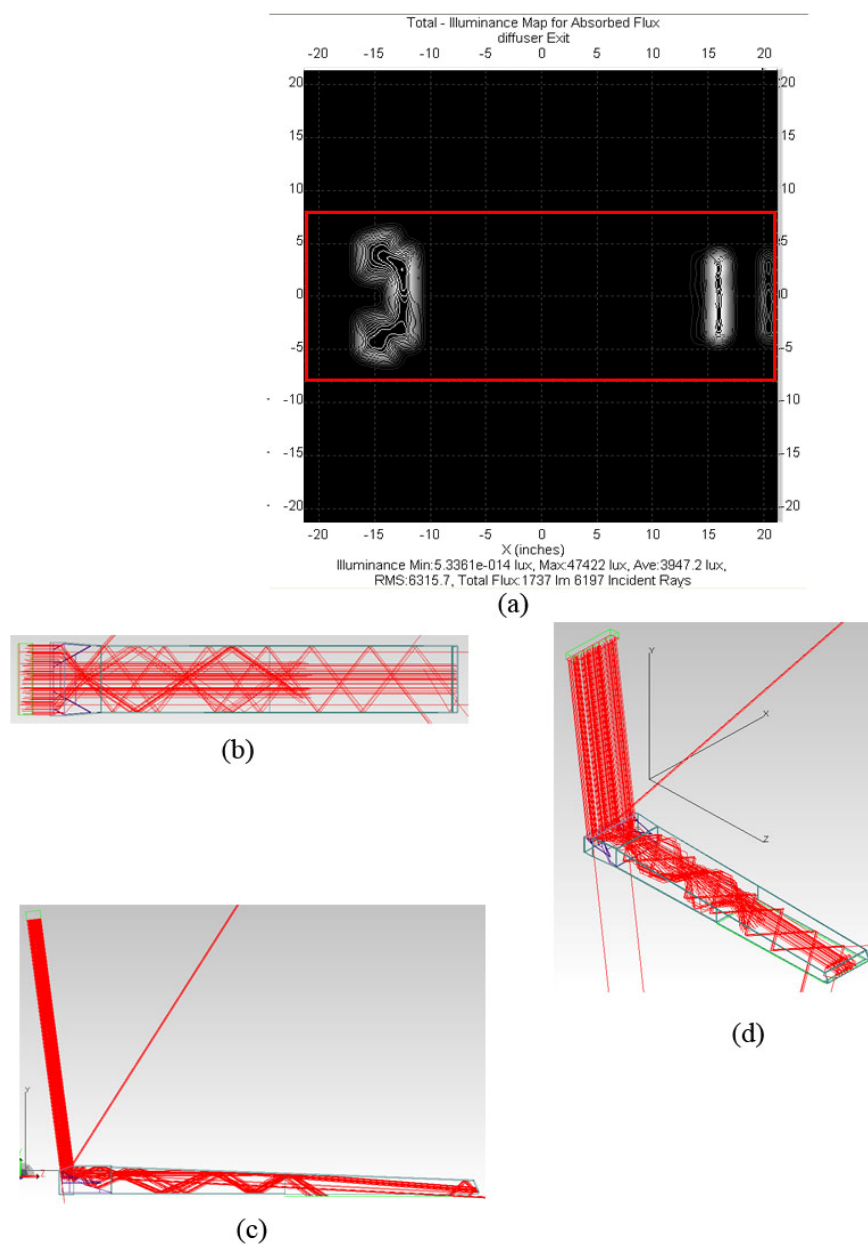 Total - Illuminance Map for Absorbed Flux
diffuser Exit
-20 -15 -10 -5 0 5 10 15 20
20 20
15 15
10 10
5 5
0 0
-5 -5
-10 -10
-15 -15
-20 -20
-20 -15 -10 -5 0 5 10 15 20
X (inches)
Illuminance Min:5.3361e-014 lux, Max:47422 lux, Ave:3947.2 lux,
RMS:6315.7, Total Flux:1737 lm 6197 Incident Rays
(a)
(b)
Y
X
Z
(d)
Y
Z
(c)